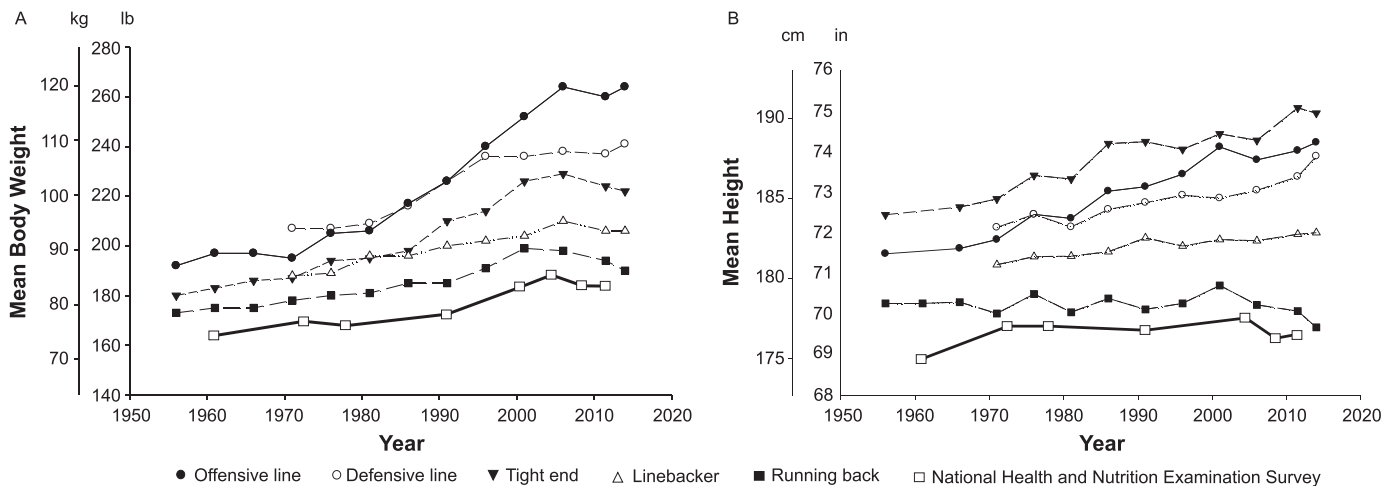 A
kg
lb
Mean Body Weight
120
110
100
90
80
70
280
260
240
220
200
180
160
140
1950
1960
1970
1980
1990
2000
2010
2020
Year
B
cm
in
Mean Height
190
185
180
175
76
75
74
73
72
71
70
69
68
1950
1960
1970
1980
1990
2000
2010
2020
Year
Offensive line
Defensive line
Tight end
Linebacker
Running back
National Health and Nutrition Examination Survey